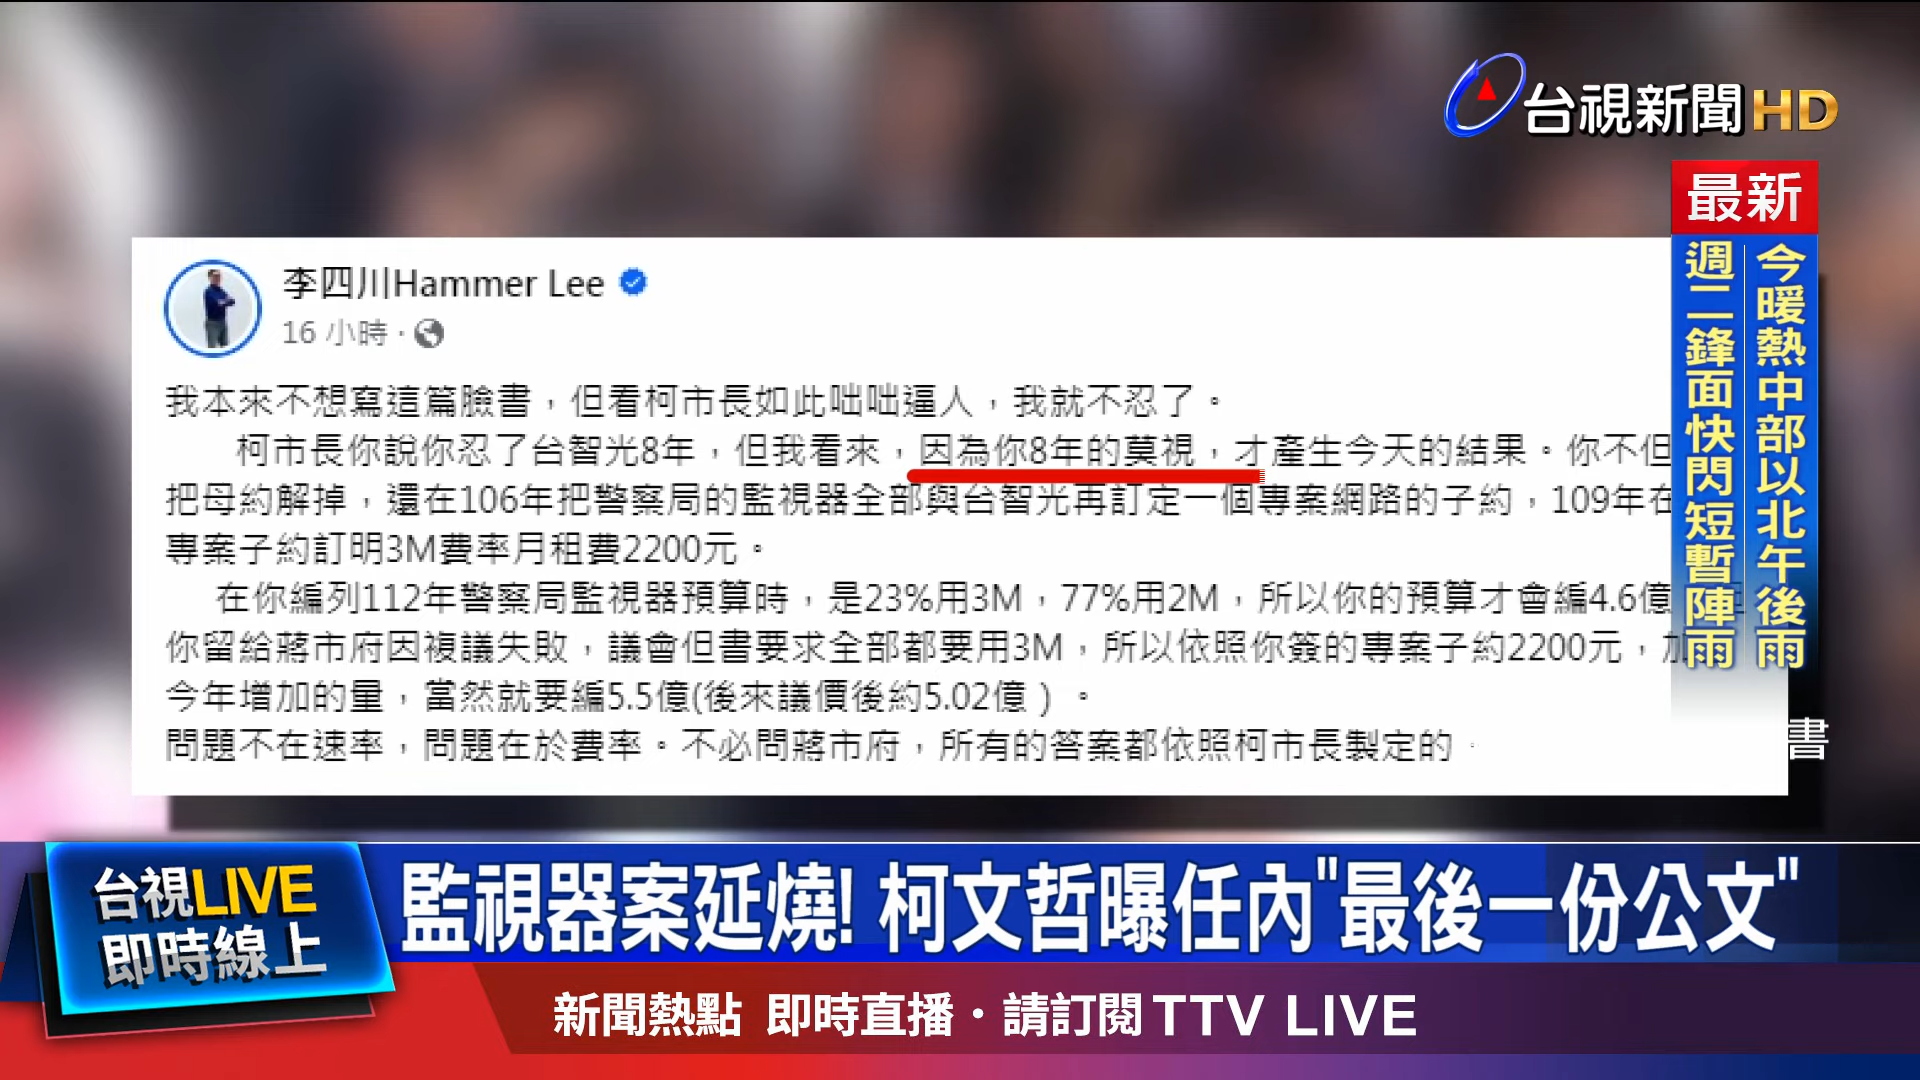 台視新聞HD
最新
今暖熱中部以北午後雨
週二鋒面快閃短暫陣雨
李四川Hammer Lee
16 小時 ·
我本來不想寫這篇臉書，但看柯市長如此咄咄逼人，我就不忍了。
柯市長你說你忍了台智光8年，但我看來，因為你8年的莫視，才產生今天的結果。你不但
把母約解掉，還在106年把警察局的監視器全部與台智光再訂定一個專案網路的子約，109年在
專案子約訂明3M費率月租費2200元。
在你編列112年警察局監視器預算時，是23%用3M，77%用2M，所以你的預算才會編4.6億
你留給蔣市府因複議失敗，議會但書要求全部都要用3M，所以依照你簽的專案子約2200元，加
今年增加的量，當然就要編5.5億(後來議價後約5.02億）。
問題不在速率，問題在於費率。不必問蔣市府，所有的答案都依照柯市長製定的。
書
台視LIVE
即時線上
監視器案延燒! 柯文哲曝任內"最後一份公文"
新聞熱點 即時直播·請訂閱TTV LIVE